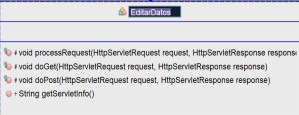 EditarDatos
# void processRequest(HttpServletRequest request, HttpServletResponse response
# void doGet(HttpServletRequest request, HttpServletResponse response)
# void doPost(HttpServletRequest request, HttpServletResponse response)
+ String getServletInfo()